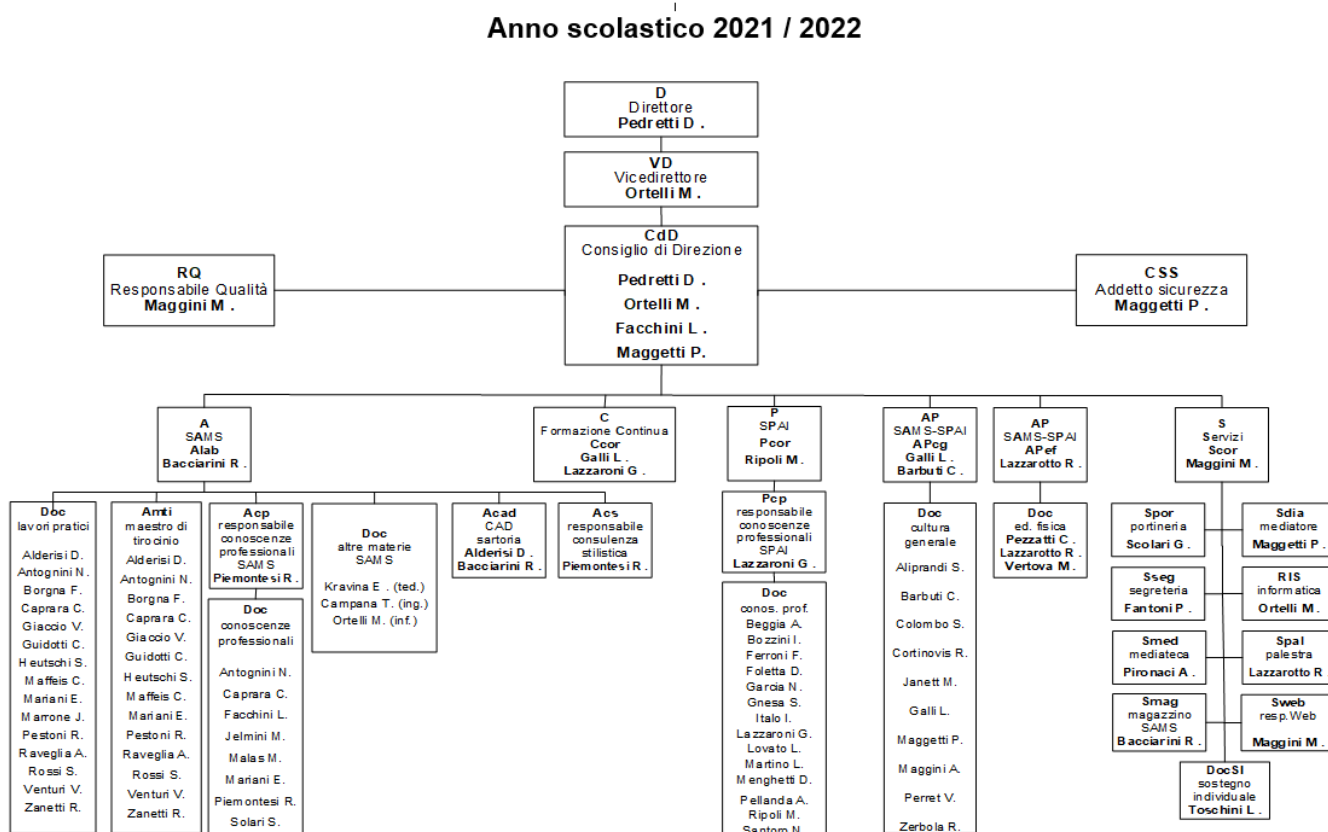 Anno scolastico 2021 / 2022
D
Direttore
Pedretti D .
VD
Vicedirettore
Ortelli M .
CdD
Consiglio di Direzione
Pedretti D .
Ortelli M .
Facchini L .
Maggetti P.
RQ
Responsabile Qualità
Maggini M .
CSS
Addetto sicurezza
Maggetti P .
A
SAMS
Alab
Bacciarini R .
C
Formazione Continua
Ccor
Galli L .
Lazzaroni G .
P
SPAI
Pcor
Ripoli M .
AP
SAMS-SPAI
APcg
Galli L .
Barbuti C .
AP
SAMS-SPAI
APef
Lazzarotto R .
S
Servizi
Scor
Maggini M .
Doc
lavori pratici
Alderisi D.
Antognini N.
Borgna F.
Caprara C.
Giaccio V.
Guidotti C.
Heutschi S.
Maffeis C.
Mariani E.
Marrone J.
Pestoni R.
Raveglia A.
Rossi S.
Venturi V.
Zanetti R.
Amti
maestro di
tirocinio
Alderisi D.
Antognini N.
Borgna F.
Caprara C.
Giaccio V.
Guidotti C.
Heutschi S.
Maffeis C.
Mariani E.
Pestoni R.
Raveglia A.
Rossi S.
Venturi V.
Zanetti R.
Acp
responsabile
conoscenze
professionali
SAMS
Piemontesi R .
Doc
conoscenze
professionali
Antognini N.
Caprara C.
Facchini L.
Jelmini M.
Malas M.
Mariani E.
Piemontesi R.
Solari S.
Doc
altre materie
SAMS
Kravina E . (ted.)
Campana T. (ing.)
Ortelli M. (inf.)
Acad
CAD
sartoria
Alderisi D .
Bacciarini R .
Acs
responsabile
consulenza
stilistica
Piemontesi R .
Pcp
responsabile
conoscenze
professionali
SPAI
Lazzaroni G .
Doc
conos. prof.
Beggia A.
Bozzini I.
Ferroni F.
Foletta D.
Garcia N.
Gnesa S.
Italo I.
Lazzaroni G.
Lovato L.
Martino L.
Menghetti D.
Pellanda A.
Ripoli M.
Santoro N.
Doc
cultura
generale
Aliprandi S.
Barbuti C.
Colombo S.
Cortinovis R.
Janett M.
Galli L.
Maggetti P.
Maggini A.
Perret V.
Zerbola R.
Doc
ed. fisica
Pezzatti C .
Lazzarotto R .
Vertova M .
Spor
portineria
Scolari G .
Sdia
mediatore
Maggetti P .
Sseg
segreteria
Fantoni P .
RIS
informatica
Ortelli M .
Smed
mediateca
Pironaci A .
Spal
palestra
Lazzarotto R
Smag
magazzino
SAMS
Bacciarini R .
Sweb
resp. Web
Maggini M .
DocSI
sostegno
individuale
Toschini L .